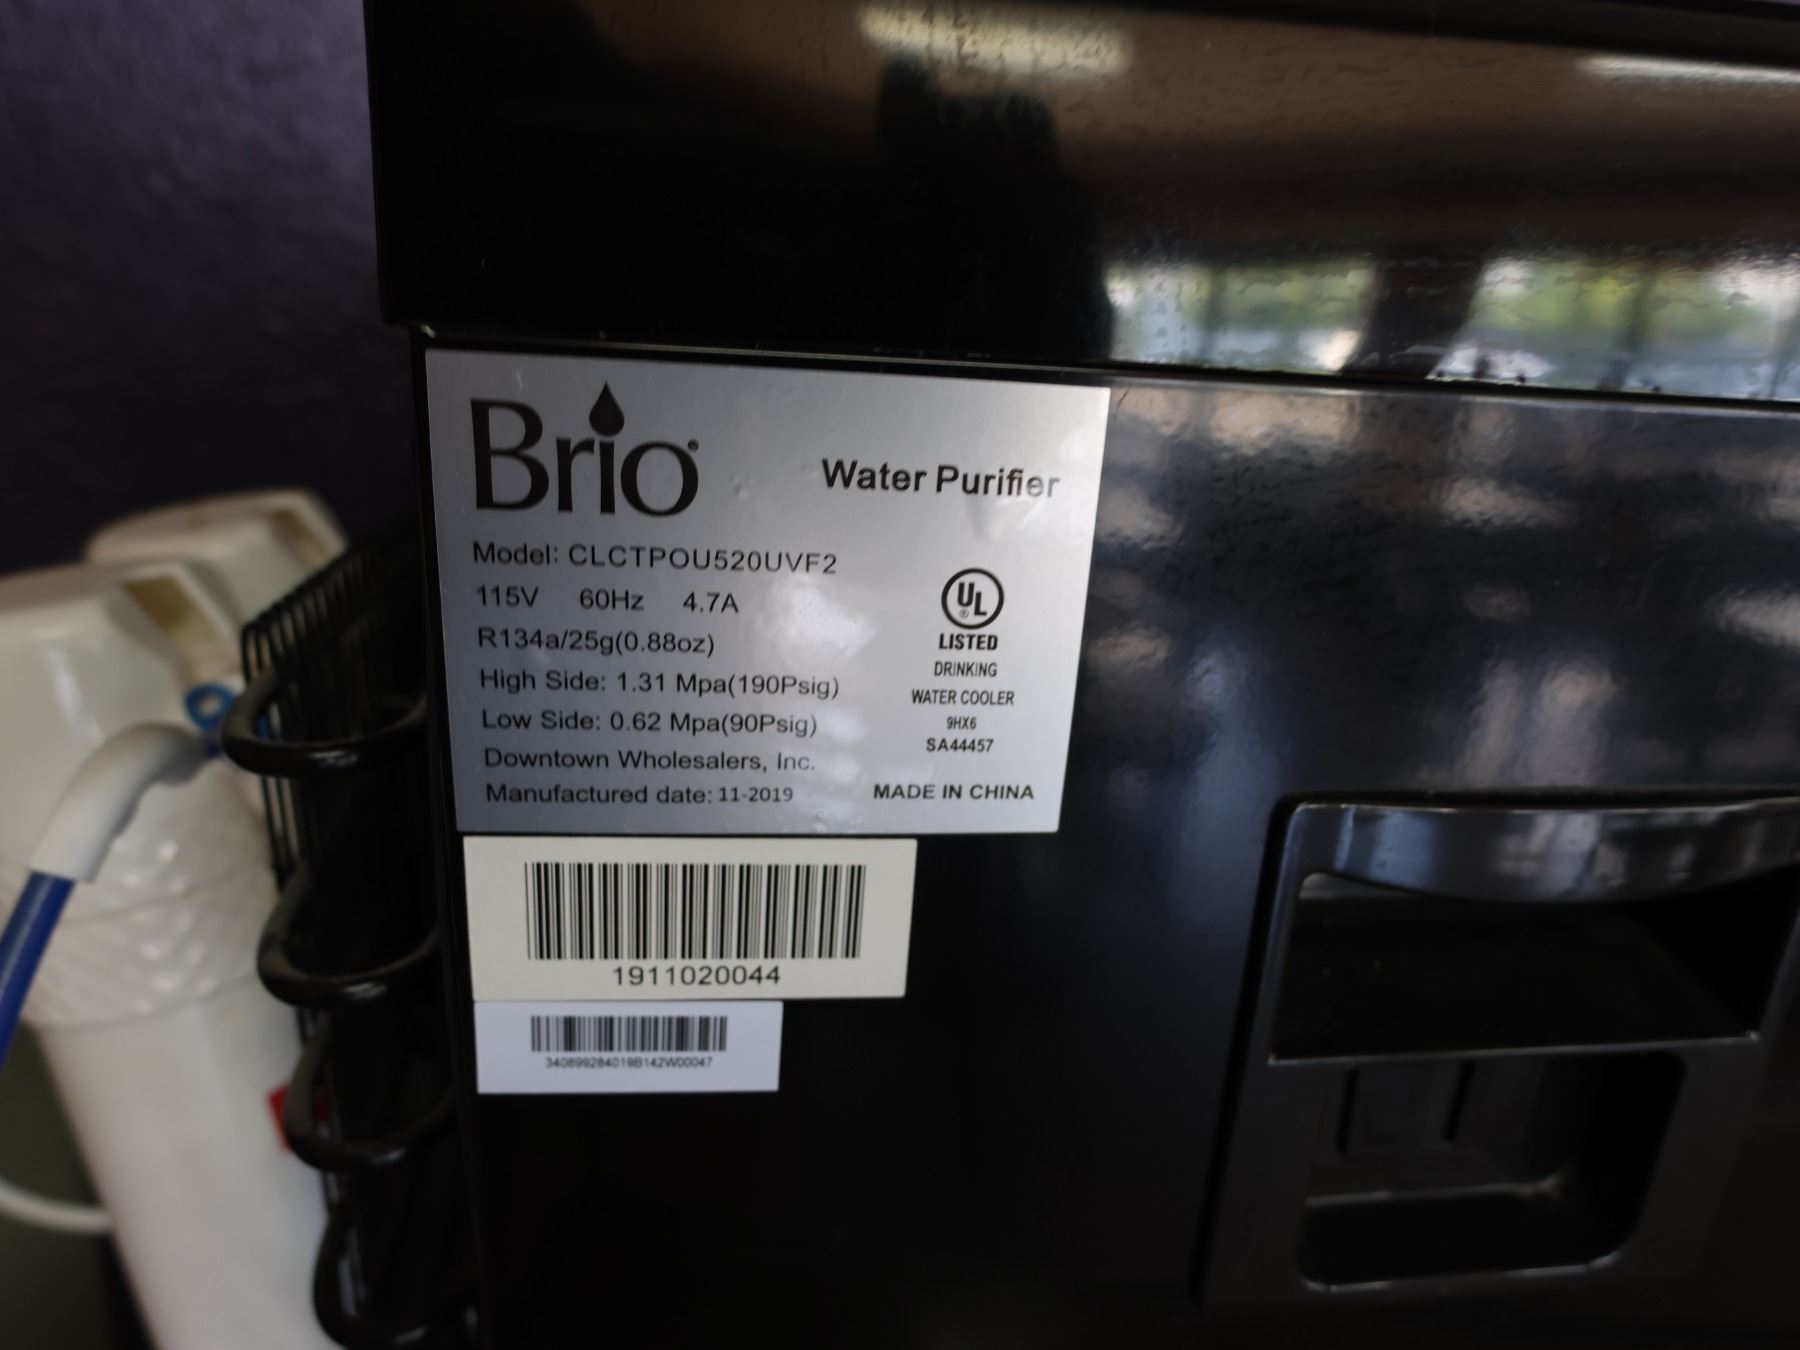 Brio®
Water Purifier
Model: CLCTPOU520UVF2
115V 60Hz 4.7A
R134a/25g(0.88oz)
High Side: 1.31 Mpa(190Psig)
Low Side: 0.62 Mpa(90Psig)
Downtown Wholesalers, Inc.
Manufactured date: 11-2019
UL®
LISTED
DRINKING
WATER COOLER
9HX6
SA44457
MADE IN CHINA
1911020044
340899284019B142W00047